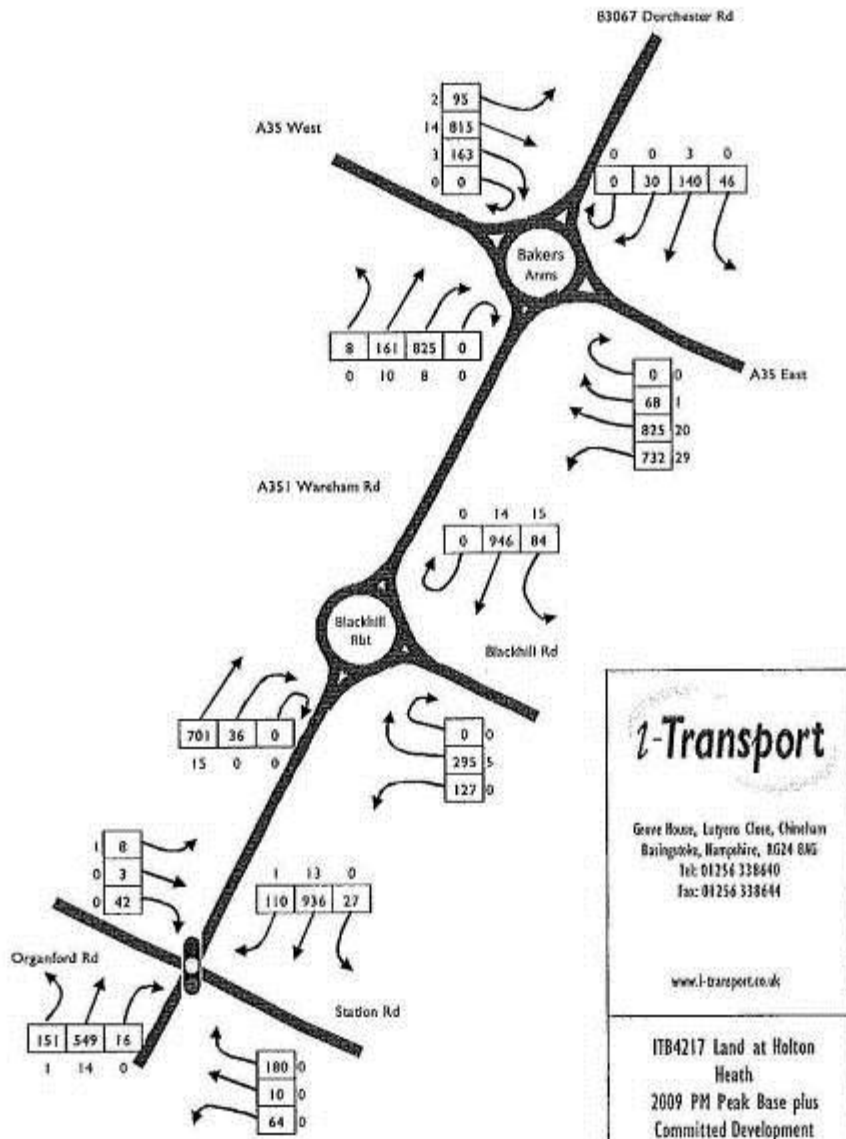 B3067 Dorchester Rd
A35 West
2 95
14 815
3 163
0 0
0 0 3 0
0 30 140 46
Bakers
Arms
8 161 825 0
0 10 8 0
A35 East
0 0
68 1
825 20
732 29
A351 Wareham Rd
0 14 15
0 946 84
Blackhill
Rbt
Blackhill Rd
701 36 0
15 0 0
0 0
295 5
127 0
1 8
0 3
0 42
1 13 0
110 936 27
Organford Rd
Station Rd
151 549 16
1 14 0
180 0
10 0
64 0
i-Transport
Grove House, Lutyens Close, Chineham
Basingstoke, Hampshire, RG24 8AG
Tel: 01256 338640
Fax: 01256 338644
www.i-transport.co.uk
ITB4217 Land at Holton
Heath
2009 PM Peak Base plus
Committed Development